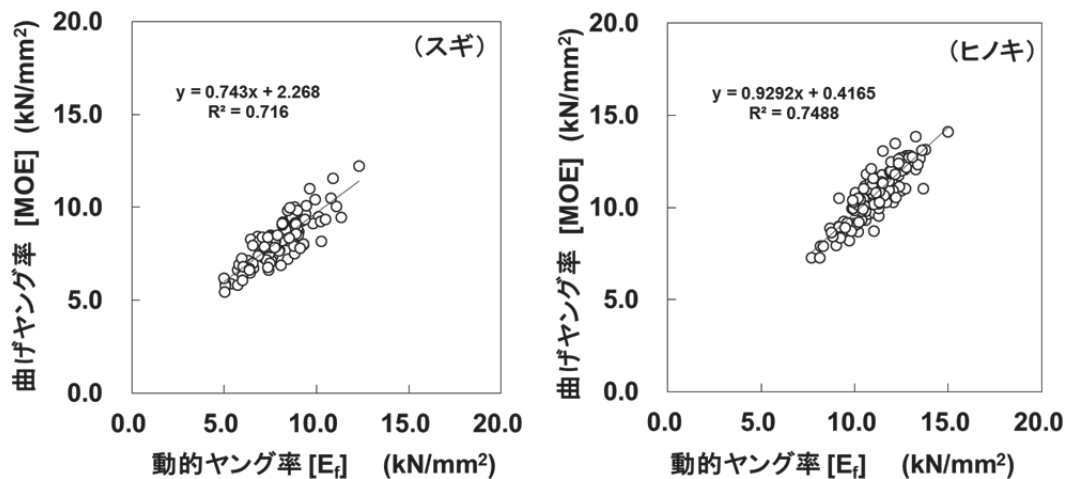 （スギ）
y = 0.743x + 2.268
R² = 0.716
曲げヤング率 [MOE] (kN/mm²)
20.0
15.0
10.0
5.0
0.0
0.0 5.0 10.0 15.0 20.0
動的ヤング率 [E_f] (kN/mm²)
（ヒノキ）
y = 0.9292x + 0.4165
R² = 0.7488
曲げヤング率 [MOE] (kN/mm²)
20.0
15.0
10.0
5.0
0.0
0.0 5.0 10.0 15.0 20.0
動的ヤング率 [E_f] (kN/mm²)